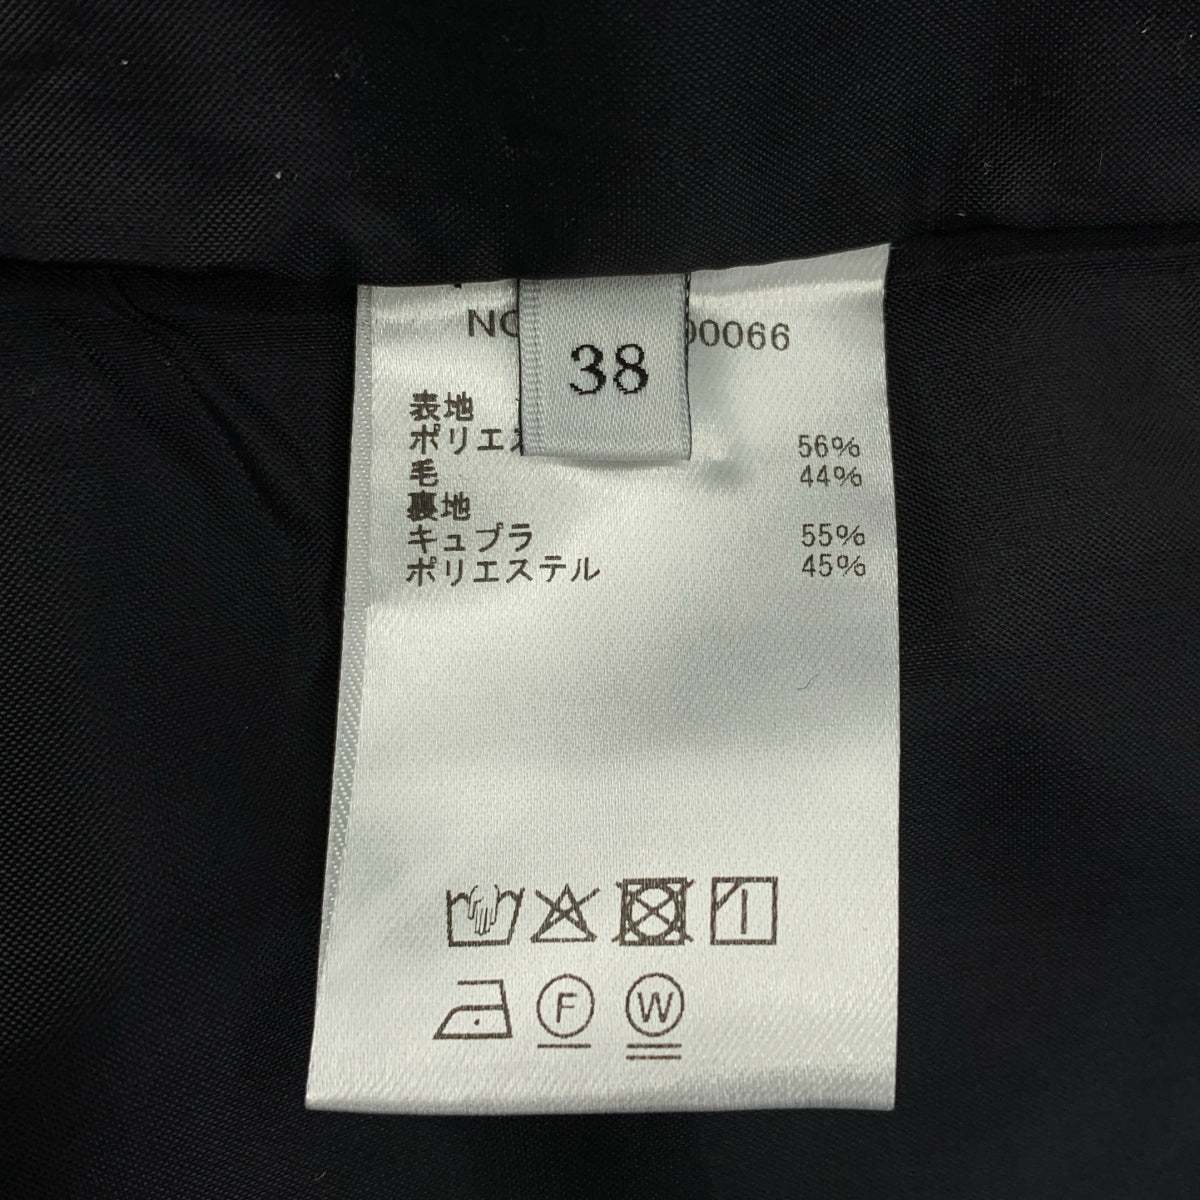 NO 00066
38
表地
ポリエス 56%
毛 44%
裏地
キュプラ 55%
ポリエステル 45%
F W